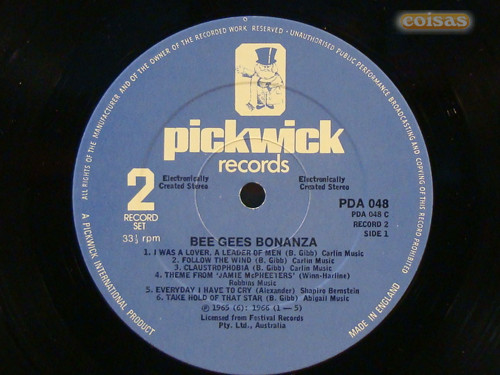 eoisas
ALL RIGHTS OF THE MANUFACTURER AND OF THE OWNER OF THE RECORDED WORK RESERVED - UNAUTHORISED PUBLIC PERFORMANCE BROADCASTING AND COPYING OF THIS RECORD PROHIBITED
pickwick
records
Electronically
Created Stereo
Electronically
Created Stereo
2
RECORD
SET
33⅓ rpm
PDA 048
PDA 048 C
RECORD 2
SIDE 1
BEE GEES BONANZA
1. I WAS A LOVER, A LEADER OF MEN (B. Gibb) Carlin Music
2. FOLLOW THE WIND (B. Gibb) Carlin Music
3. CLAUSTROPHOBIA (B. Gibb) Carlin Music
4. THEME FROM 'JAMIE McPHEETERS' (Winn-Harline)
Robbins Music
5. EVERYDAY I HAVE TO CRY (Alexander) Shapiro Bernstein
6. TAKE HOLD OF THAT STAR (B. Gibb) Abigail Music
℗ 1965 (6); 1966 (1 - 5)
Licensed from Festival Records
Pty. Ltd., Australia
A PICKWICK INTERNATIONAL PRODUCT
MADE IN ENGLAND